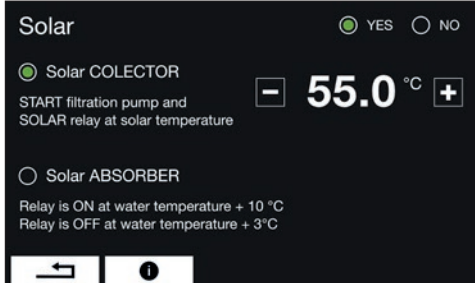 Solar
YES NO
Solar COLECTOR
START filtration pump and
SOLAR relay at solar temperature
− 55.0 °C +
Solar ABSORBER
Relay is ON at water temperature + 10 °C
Relay is OFF at water temperature + 3°C